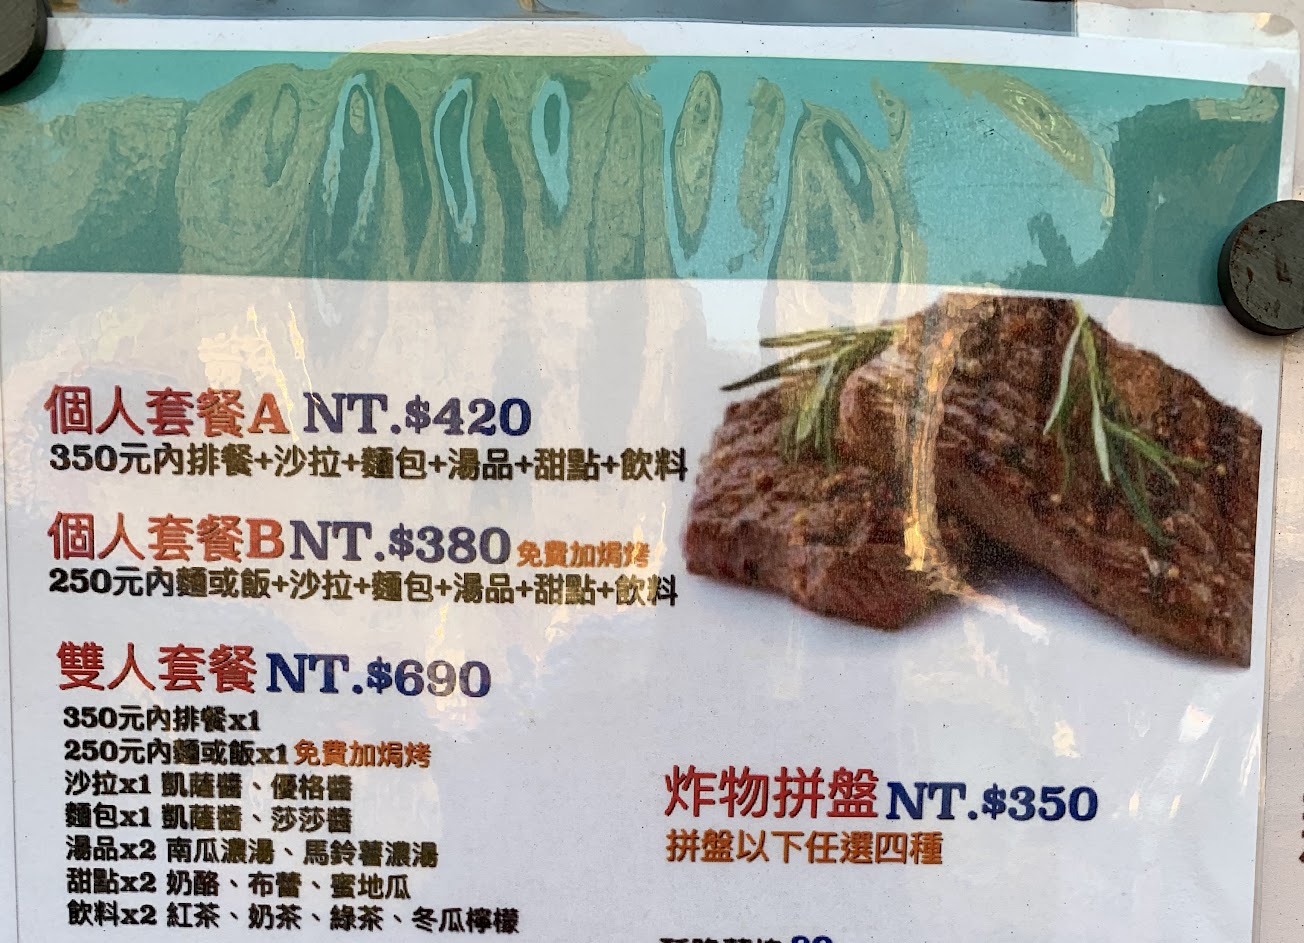 個人套餐A NT.$420
350元內排餐+沙拉+麵包+湯品+甜點+飲料
個人套餐B NT.$380 免費加焗烤
250元內麵或飯+沙拉+麵包+湯品+甜點+飲料
雙人套餐 NT.$690
350元內排餐x1
250元內麵或飯x1 免費加焗烤
沙拉x1 凱薩醬、優格醬
麵包x1 凱薩醬、莎莎醬
湯品x2 南瓜濃湯、馬鈴薯濃湯
甜點x2 奶酪、布蕾、蜜地瓜
飲料x2 紅茶、奶茶、綠茶、冬瓜檸檬
炸物拼盤 NT.$350
拼盤以下任選四種